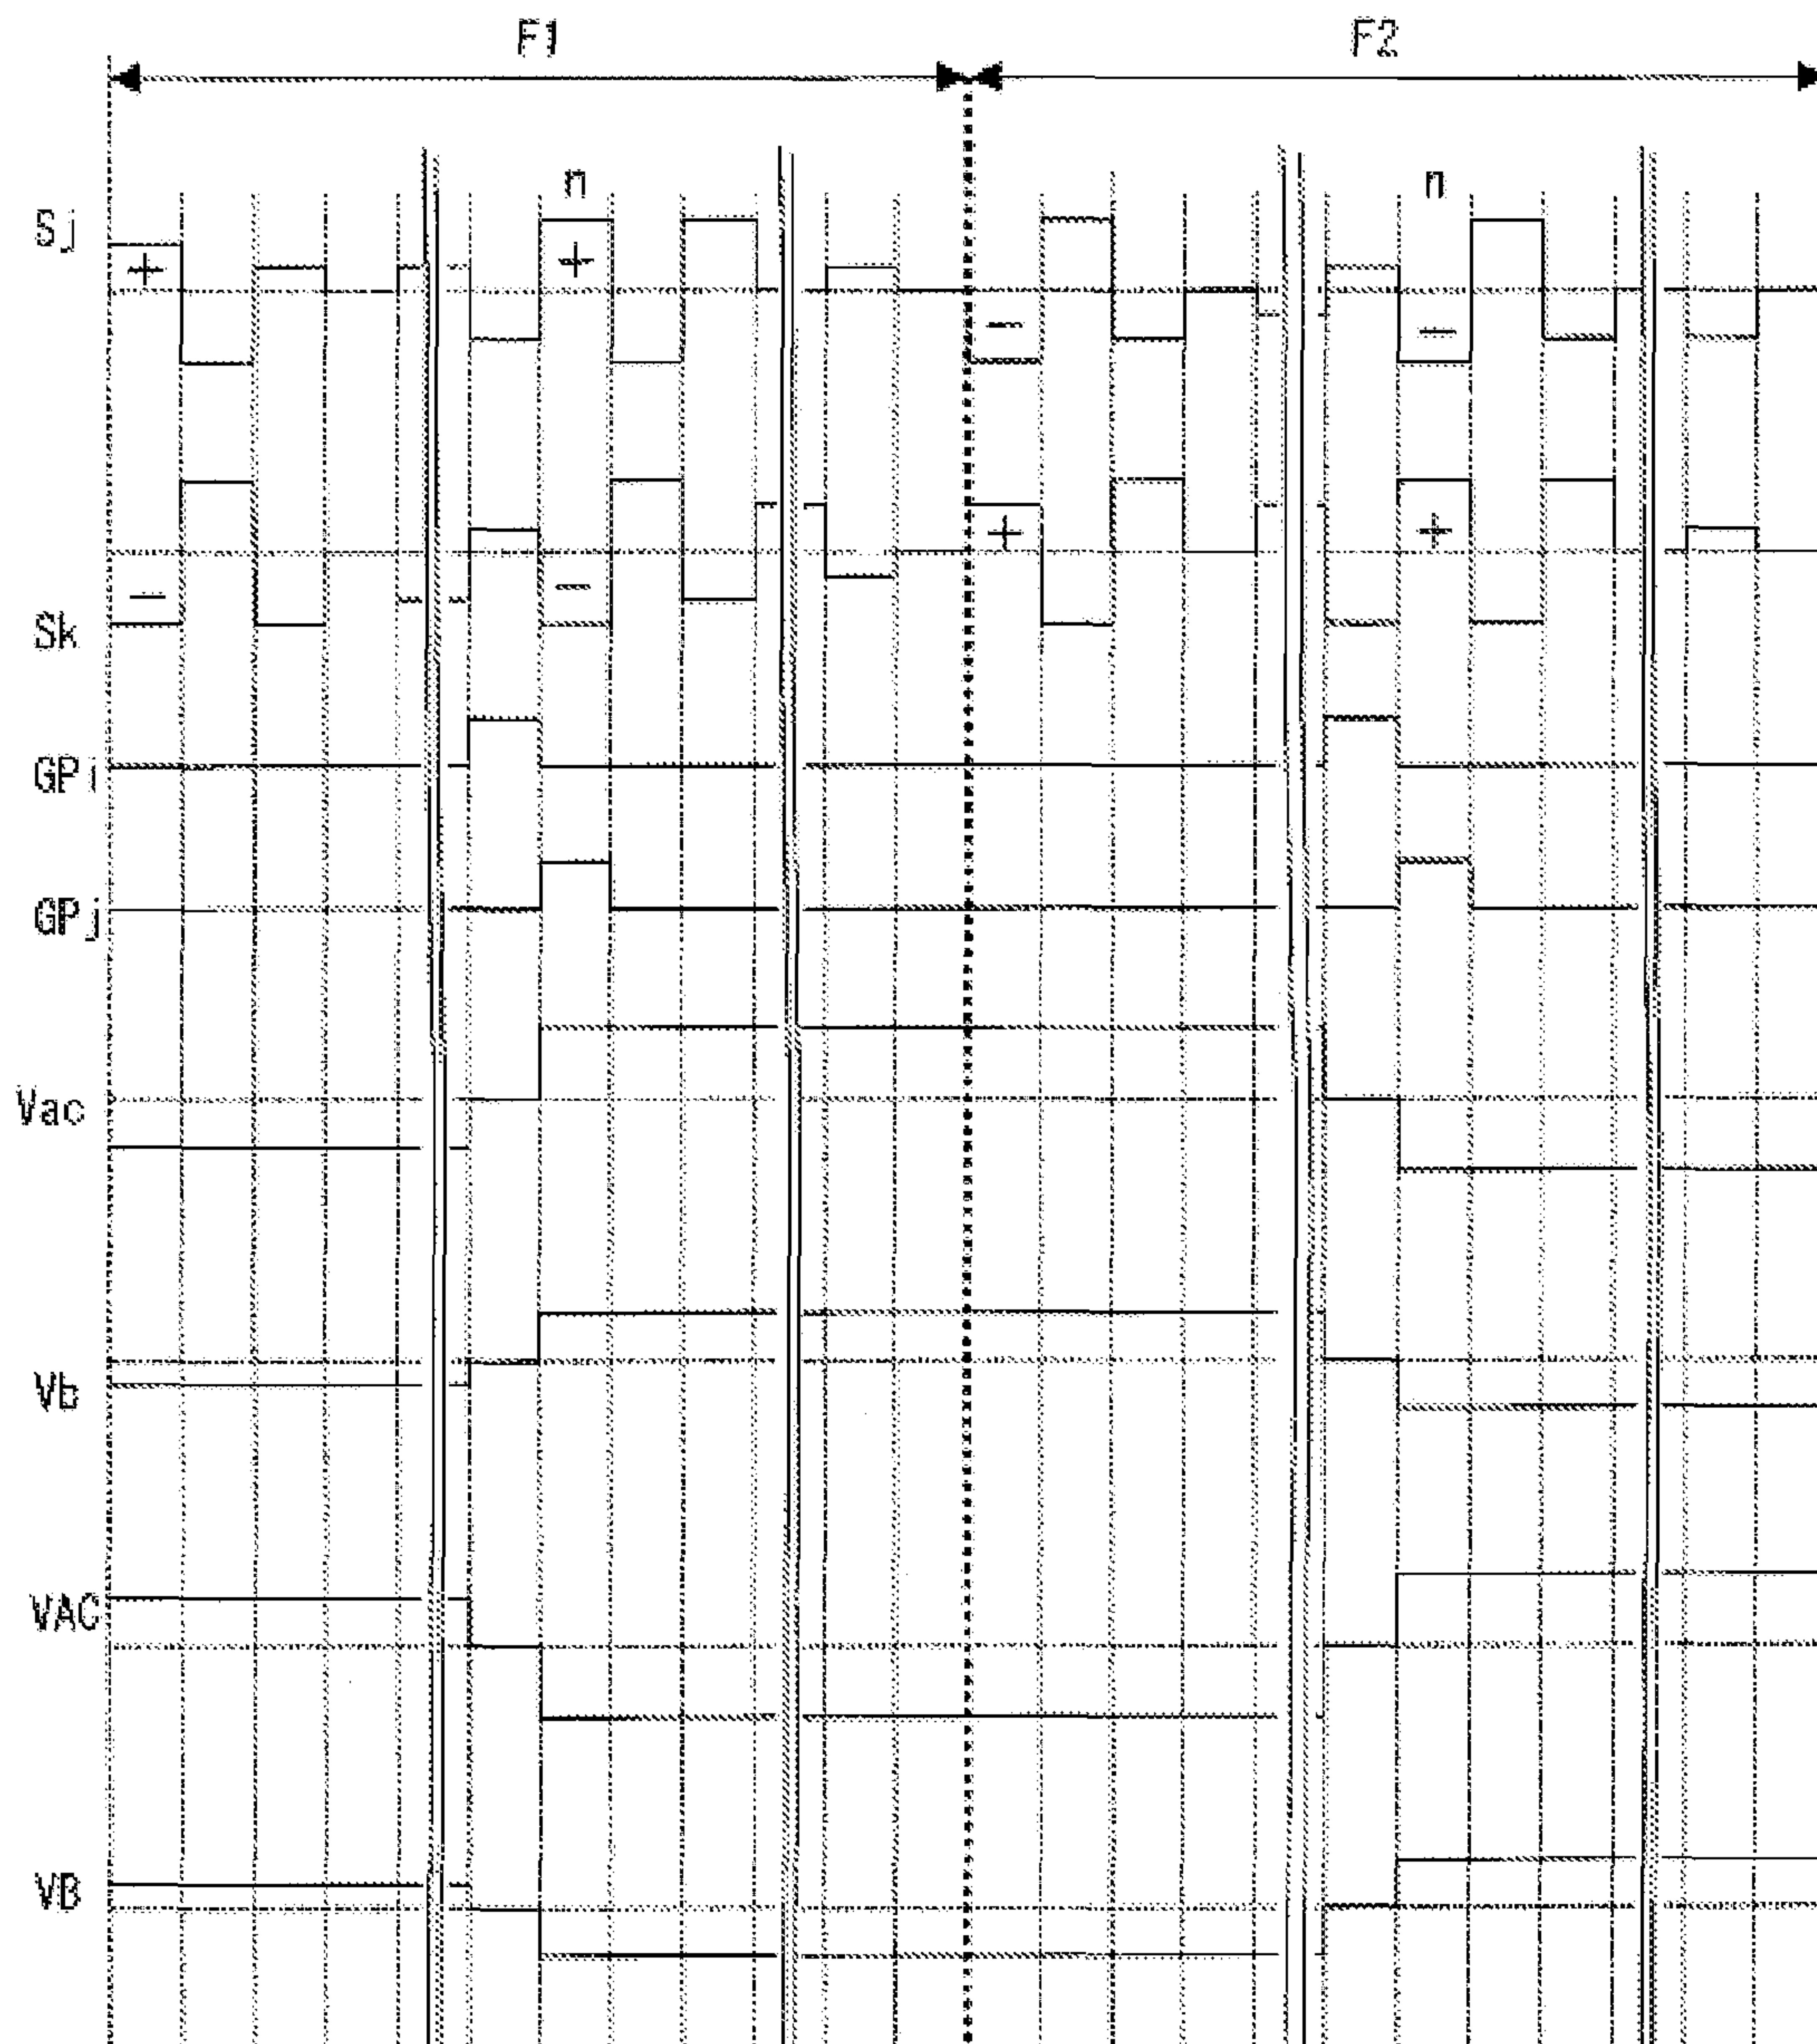 F1 F2
n n
Sj
+ + − −
− − + +
Sk
GPi
GPj
Vac
Vb
VAC
VB